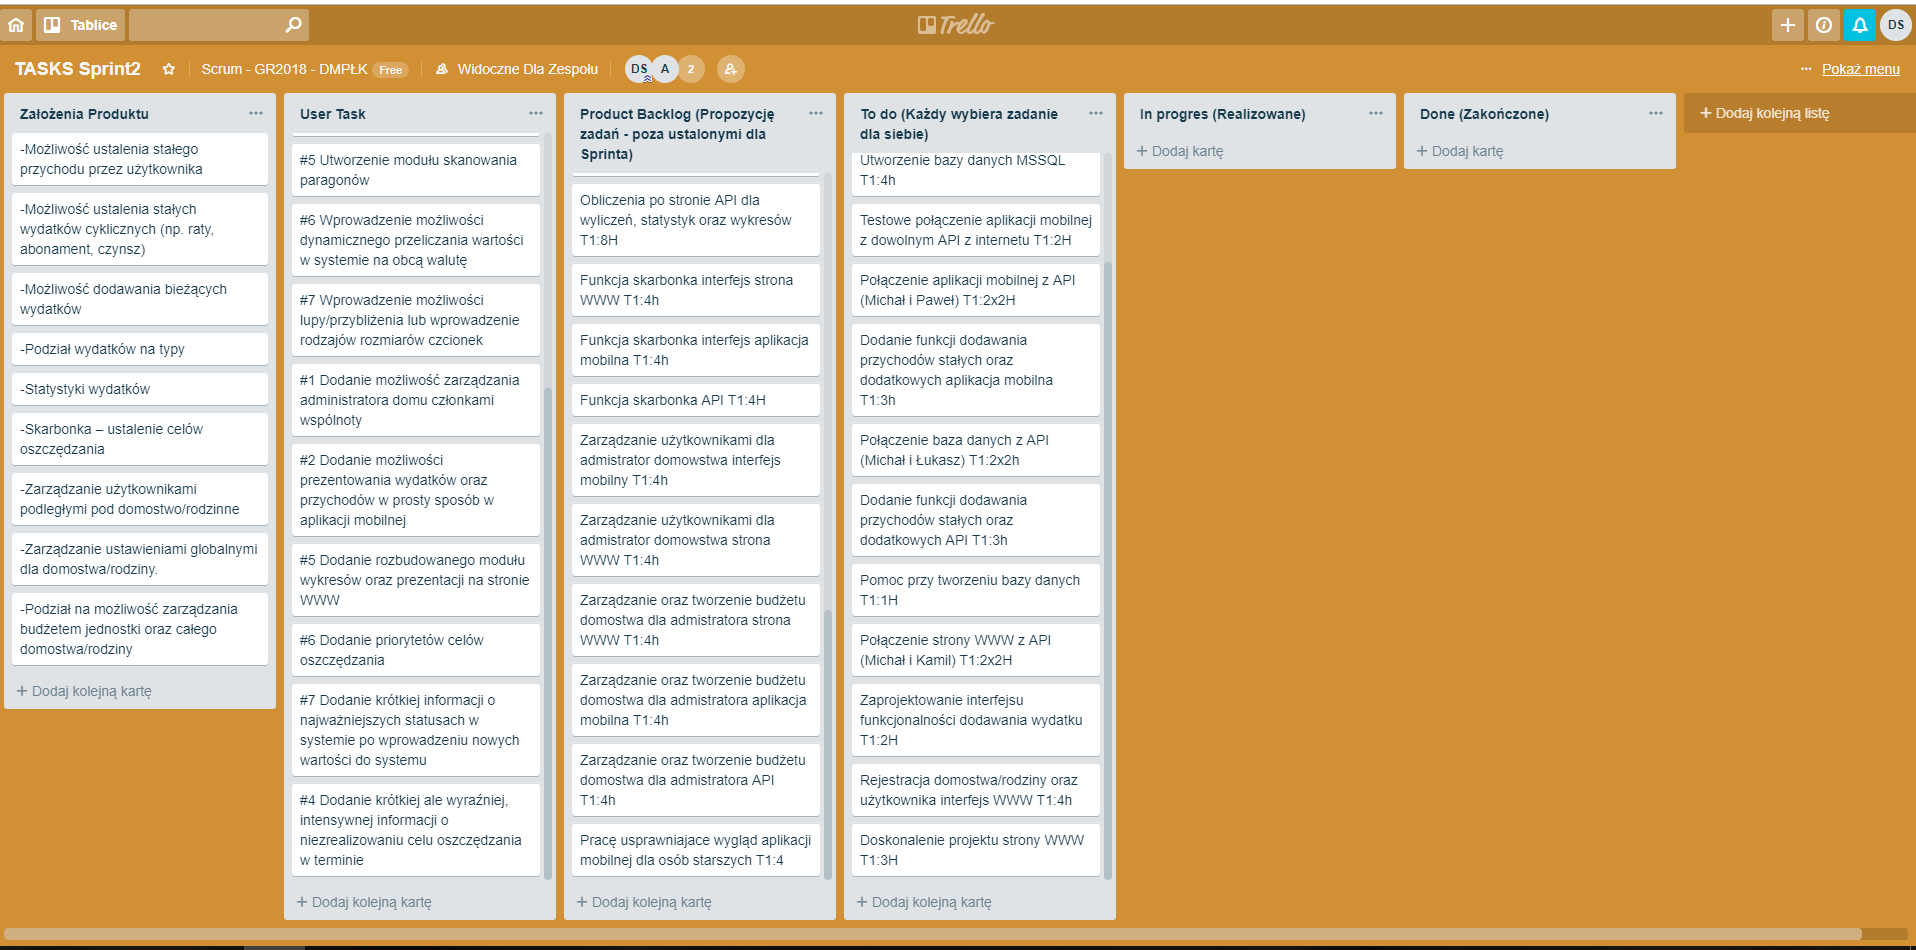 Tablice
Trello
DS
TASKS Sprint2
Scrum - GR2018 - DMPŁK Free
Widoczne Dla Zespołu
DS A 2
Pokaż menu
Założenia Produktu
-Możliwość ustalenia stałego
przychodu przez użytkownika
-Możliwość ustalenia stałych
wydatków cyklicznych (np. raty,
abonament, czynsz)
-Możliwość dodawania bieżących
wydatków
-Podział wydatków na typy
-Statystyki wydatków
-Skarbonka – ustalenie celów
oszczędzania
-Zarządzanie użytkownikami
podległymi pod domostwo/rodzinne
-Zarządzanie ustawieniami globalnymi
dla domostwa/rodziny.
-Podział na możliwość zarządzania
budżetem jednostki oraz całego
domostwa/rodziny
+ Dodaj kolejną kartę
User Task
#5 Utworzenie modułu skanowania
paragonów
#6 Wprowadzenie możliwości
dynamicznego przeliczania wartości
w systemie na obcą walutę
#7 Wprowadzenie możliwości
lupy/przybliżenia lub wprowadzenie
rodzajów rozmiarów czcionek
#1 Dodanie możliwość zarządzania
administratora domu członkami
wspólnoty
#2 Dodanie możliwości
prezentowania wydatków oraz
przychodów w prosty sposób w
aplikacji mobilnej
#5 Dodanie rozbudowanego modułu
wykresów oraz prezentacji na stronie
WWW
#6 Dodanie priorytetów celów
oszczędzania
#7 Dodanie krótkiej informacji o
najważniejszych statusach w
systemie po wprowadzeniu nowych
wartości do systemu
#4 Dodanie krótkiej ale wyraźniej,
intensywnej informacji o
niezrealizowaniu celu oszczędzania
w terminie
+ Dodaj kolejną kartę
Product Backlog (Propozycję
zadań - poza ustalonymi dla
Sprinta)
Obliczenia po stronie API dla
wyliczeń, statystyk oraz wykresów
T1:8H
Funkcja skarbonka interfejs strona
WWW T1:4h
Funkcja skarbonka interfejs aplikacja
mobilna T1:4h
Funkcja skarbonka API T1:4H
Zarządzanie użytkownikami dla
admistrator domowstwa interfejs
mobilny T1:4h
Zarządzanie użytkownikami dla
admistrator domowstwa strona
WWW T1:4h
Zarządzanie oraz tworzenie budżetu
domostwa dla admistratora strona
WWW T1:4h
Zarządzanie oraz tworzenie budżetu
domostwa dla admistratora aplikacja
mobilna T1:4h
Zarządzanie oraz tworzenie budżetu
domostwa dla admistratora API
T1:4h
Pracę usprawniajace wygląd aplikacji
mobilnej dla osób starszych T1:4
+ Dodaj kolejną kartę
To do (Każdy wybiera zadanie
dla siebie)
Utworzenie bazy danych MSSQL
T1:4h
Testowe połączenie aplikacji mobilnej
z dowolnym API z internetu T1:2H
Połączenie aplikacji mobilnej z API
(Michał i Paweł) T1:2x2H
Dodanie funkcji dodawania
przychodów stałych oraz
dodatkowych aplikacja mobilna
T1:3h
Połączenie baza danych z API
(Michał i Łukasz) T1:2x2h
Dodanie funkcji dodawania
przychodów stałych oraz
dodatkowych API T1:3h
Pomoc przy tworzeniu bazy danych
T1:1H
Połączenie strony WWW z API
(Michał i Kamil) T1:2x2H
Zaprojektowanie interfejsu
funkcjonalności dodawania wydatku
T1:2H
Rejestracja domostwa/rodziny oraz
użytkownika interfejs WWW T1:4h
Doskonalenie projektu strony WWW
T1:3H
+ Dodaj kolejną kartę
In progres (Realizowane)
+ Dodaj kartę
Done (Zakończone)
+ Dodaj kartę
+ Dodaj kolejną listę